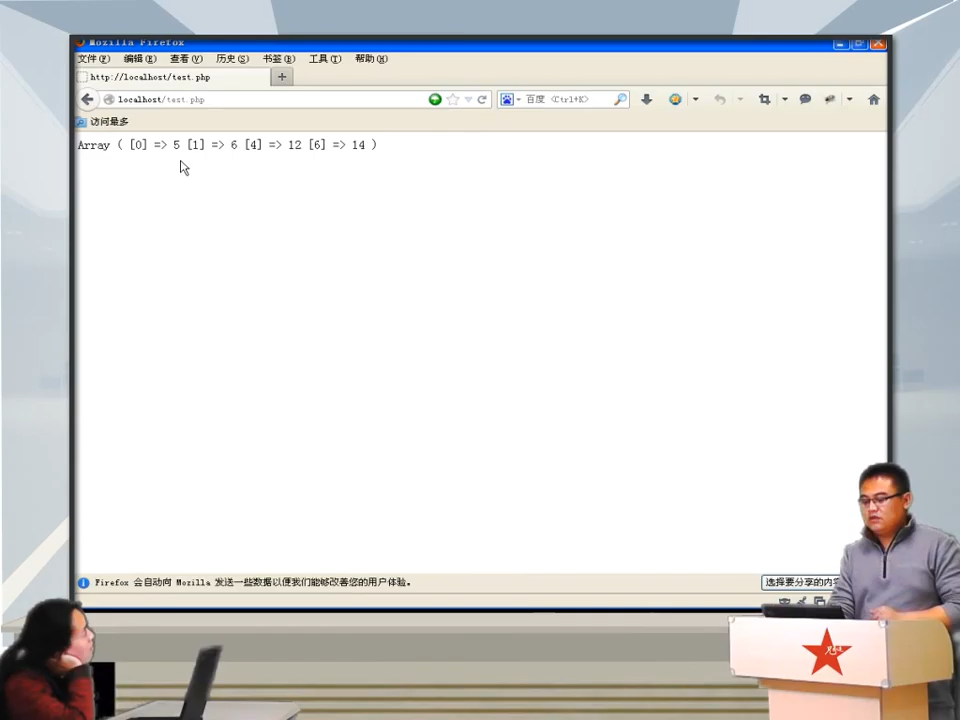 Mozilla Firefox
文件(F) 编辑(E) 查看(V) 历史(S) 书签(B) 工具(T) 帮助(H)
http://localhost/test.php +
localhost/test.php 百度 <Ctrl+K>
访问最多
Array ( [0] => 5 [1] => 6 [4] => 12 [6] => 14 )
Firefox 会自动向 Mozilla 发送一些数据以便我们能够改善您的用户体验。 选择要分享的内容